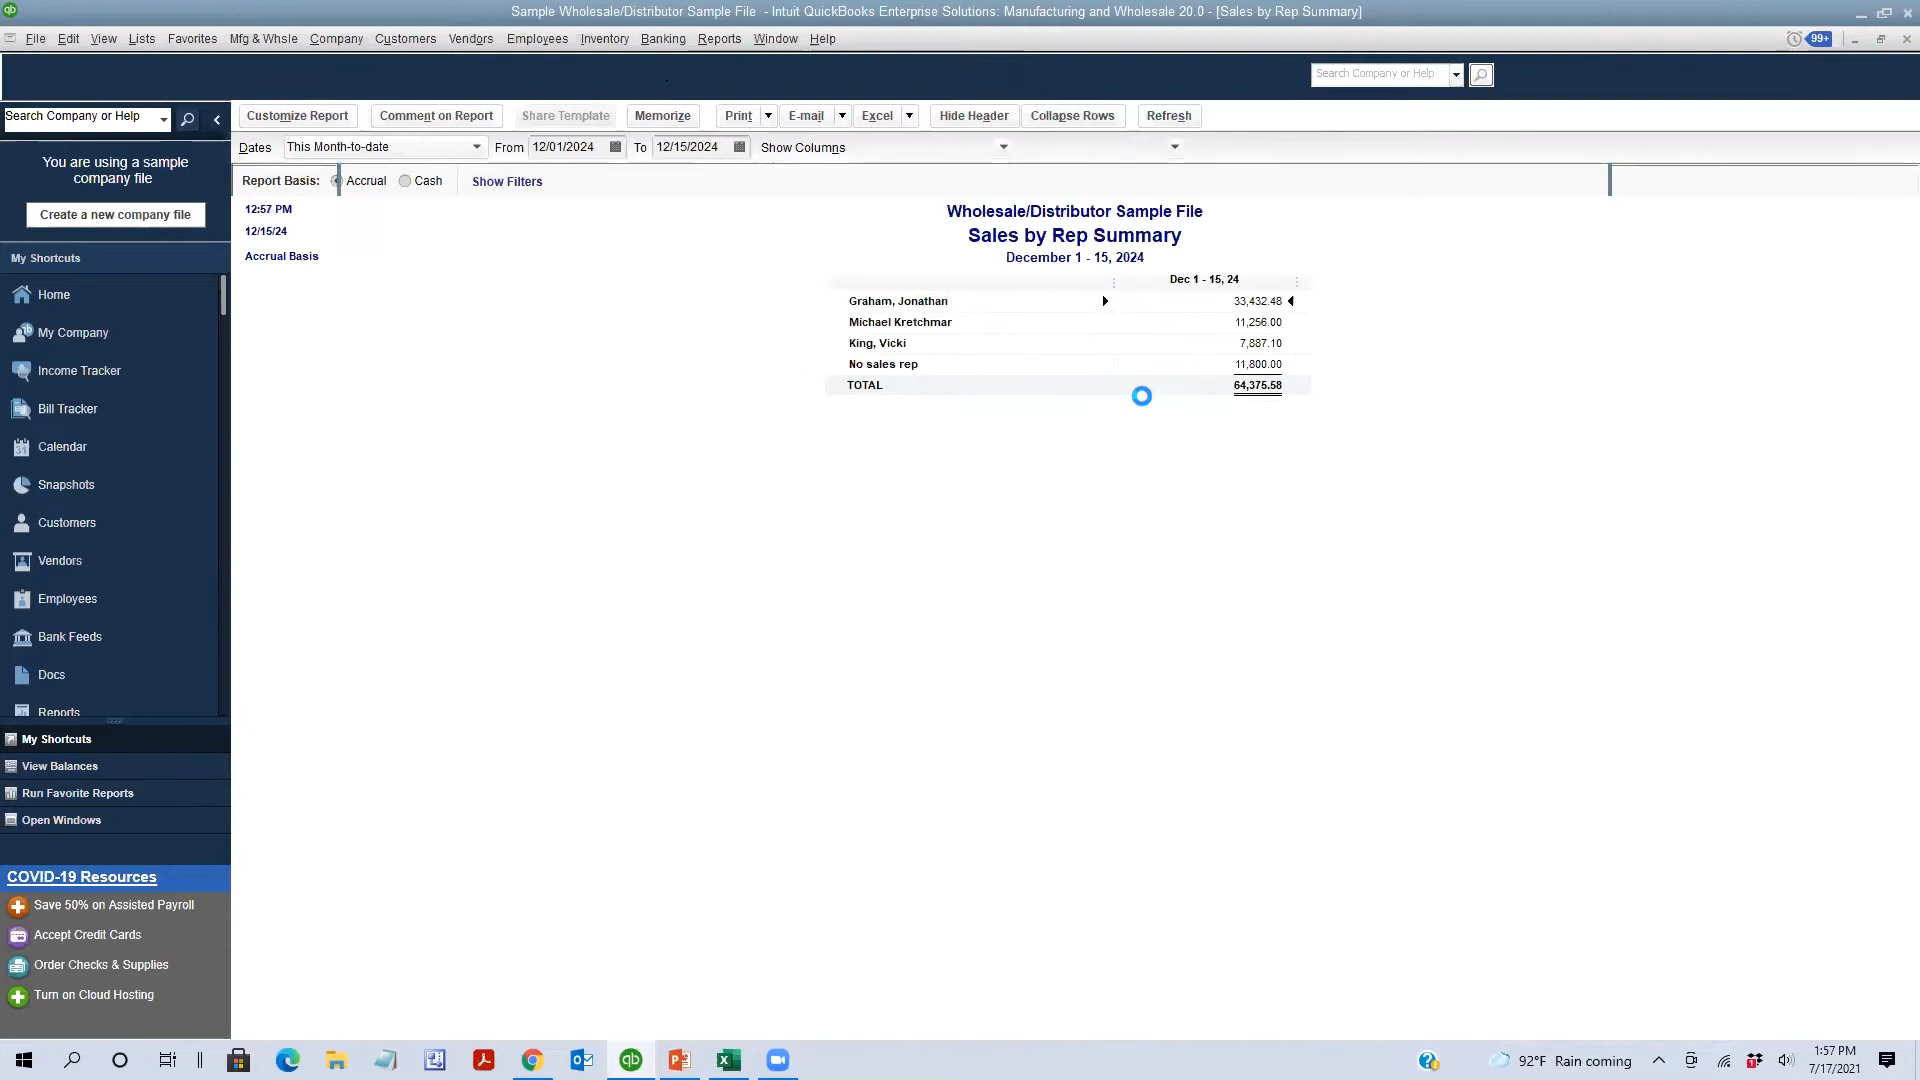 Sample Wholesale/Distributor Sample File - Intuit QuickBooks Enterprise Solutions: Manufacturing and Wholesale 20.0 - [Sales by Rep Summary]
File Edit View Lists Favorites Mfg & Whsle Company Customers Vendors Employees Inventory Banking Reports Window Help 99+
Search Company or Help
Search Company or Help
Customize Report Comment on Report Share Template Memorize Print E-mail Excel Hide Header Collapse Rows Refresh
Dates This Month-to-date From 12/01/2024 To 12/15/2024 Show Columns
Report Basis: Accrual Cash Show Filters
You are using a sample
company file
Create a new company file
My Shortcuts
Home
My Company
Income Tracker
Bill Tracker
Calendar
Snapshots
Customers
Vendors
Employees
Bank Feeds
Docs
Reports
My Shortcuts
View Balances
Run Favorite Reports
Open Windows
COVID-19 Resources
Save 50% on Assisted Payroll
Accept Credit Cards
Order Checks & Supplies
Turn on Cloud Hosting
12:57 PM
12/15/24
Accrual Basis
Wholesale/Distributor Sample File
Sales by Rep Summary
December 1 - 15, 2024
Dec 1 - 15, 24
Graham, Jonathan 33,432.48
Michael Kretchmar 11,256.00
King, Vicki 7,887.10
No sales rep 11,800.00
TOTAL 64,375.58
92°F Rain coming
1:57 PM
7/17/2021